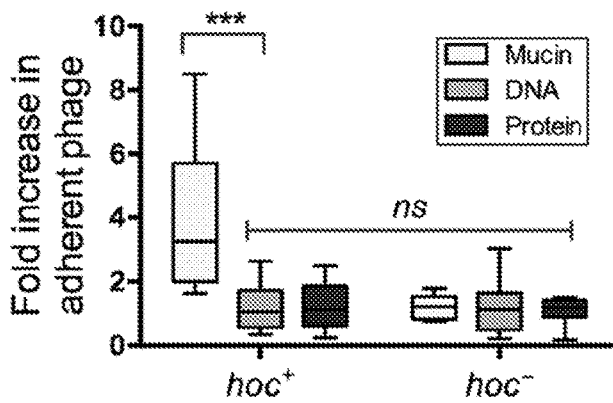 Fold increase in
adherent phage
10
8
6
4
2
0
***
Mucin
DNA
Protein
ns
hoc⁺
hoc⁻